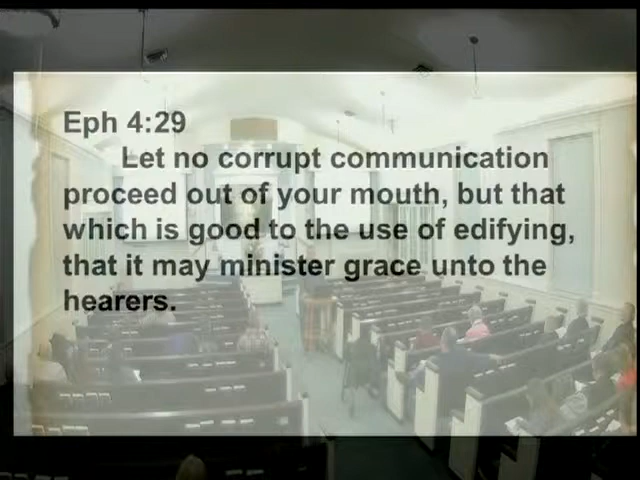 Eph 4:29
Let no corrupt communication
proceed out of your mouth, but that
which is good to the use of edifying,
that it may minister grace unto the
hearers.